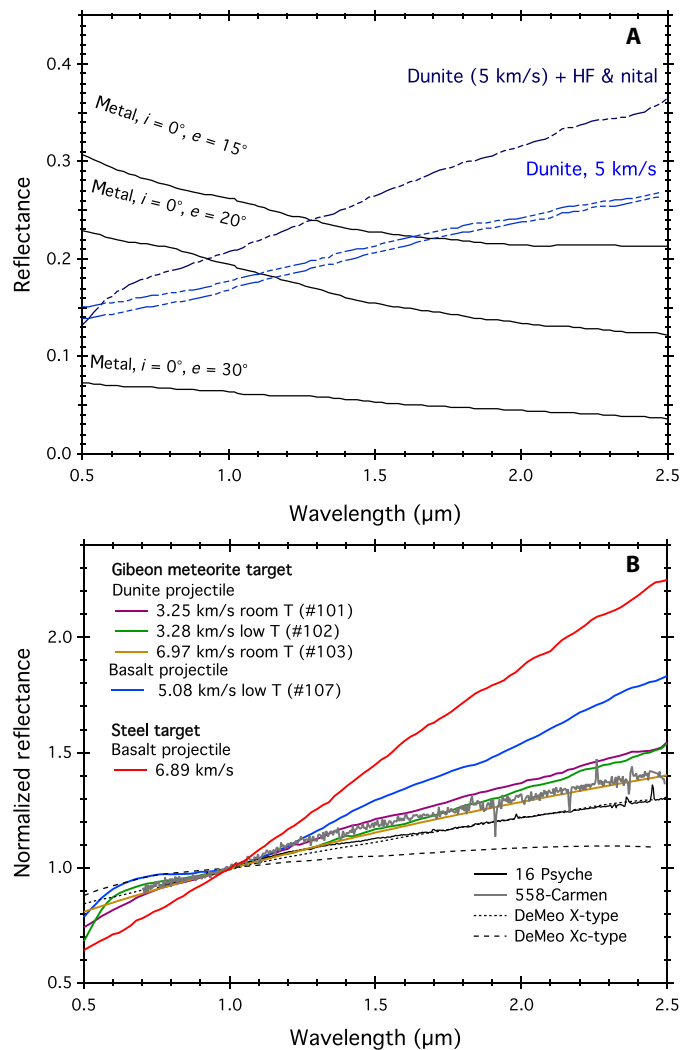 A
0.4
Dunite (5 km/s) + HF & nital
Metal, i = 0°, e = 15°
0.3
Dunite, 5 km/s
Metal, i = 0°, e = 20°
Reflectance
0.2
0.1
Metal, i = 0°, e = 30°
0.0
0.5
1.0
1.5
2.0
2.5
Wavelength (µm)
B
Gibeon meteorite target
Dunite projectile
3.25 km/s room T (#101)
3.28 km/s low T (#102)
6.97 km/s room T (#103)
Basalt projectile
5.08 km/s low T (#107)
Steel target
Basalt projectile
6.89 km/s
2.0
Normalized reflectance
1.5
1.0
16 Psyche
558-Carmen
DeMeo X-type
DeMeo Xc-type
0.5
0.5
1.0
1.5
2.0
2.5
Wavelength (µm)